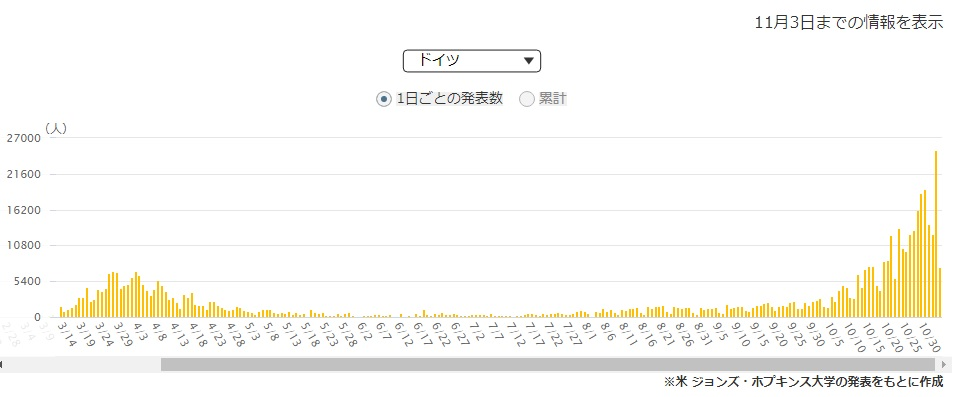 11月3日までの情報を表示
ドイツ
1日ごとの発表数 累計
(人)
27000
21600
16200
10800
5400
0
2/28 3/4 3/9 3/14 3/19 3/24 3/29 4/3 4/8 4/13 4/18 4/23 4/28 5/3 5/8 5/13 5/18 5/23 5/28 6/2 6/7 6/12 6/17 6/22 6/27 7/2 7/7 7/12 7/17 7/22 7/27 8/1 8/6 8/11 8/16 8/21 8/26 8/31 9/5 9/10 9/15 9/20 9/25 9/30 10/5 10/10 10/15 10/20 10/25 10/30
※米 ジョンズ・ホプキンス大学の発表をもとに作成